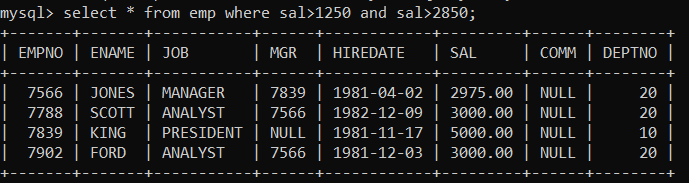 mysql> select * from emp where sal>1250 and sal>2850;
+-------+-------+-----------+------+------------+---------+------+--------+
| EMPNO | ENAME | JOB       | MGR  | HIREDATE   | SAL     | COMM | DEPTNO |
+-------+-------+-----------+------+------------+---------+------+--------+
|  7566 | JONES | MANAGER   | 7839 | 1981-04-02 | 2975.00 | NULL |     20 |
|  7788 | SCOTT | ANALYST   | 7566 | 1982-12-09 | 3000.00 | NULL |     20 |
|  7839 | KING  | PRESIDENT | NULL | 1981-11-17 | 5000.00 | NULL |     10 |
|  7902 | FORD  | ANALYST   | 7566 | 1981-12-03 | 3000.00 | NULL |     20 |
+-------+-------+-----------+------+------------+---------+------+--------+